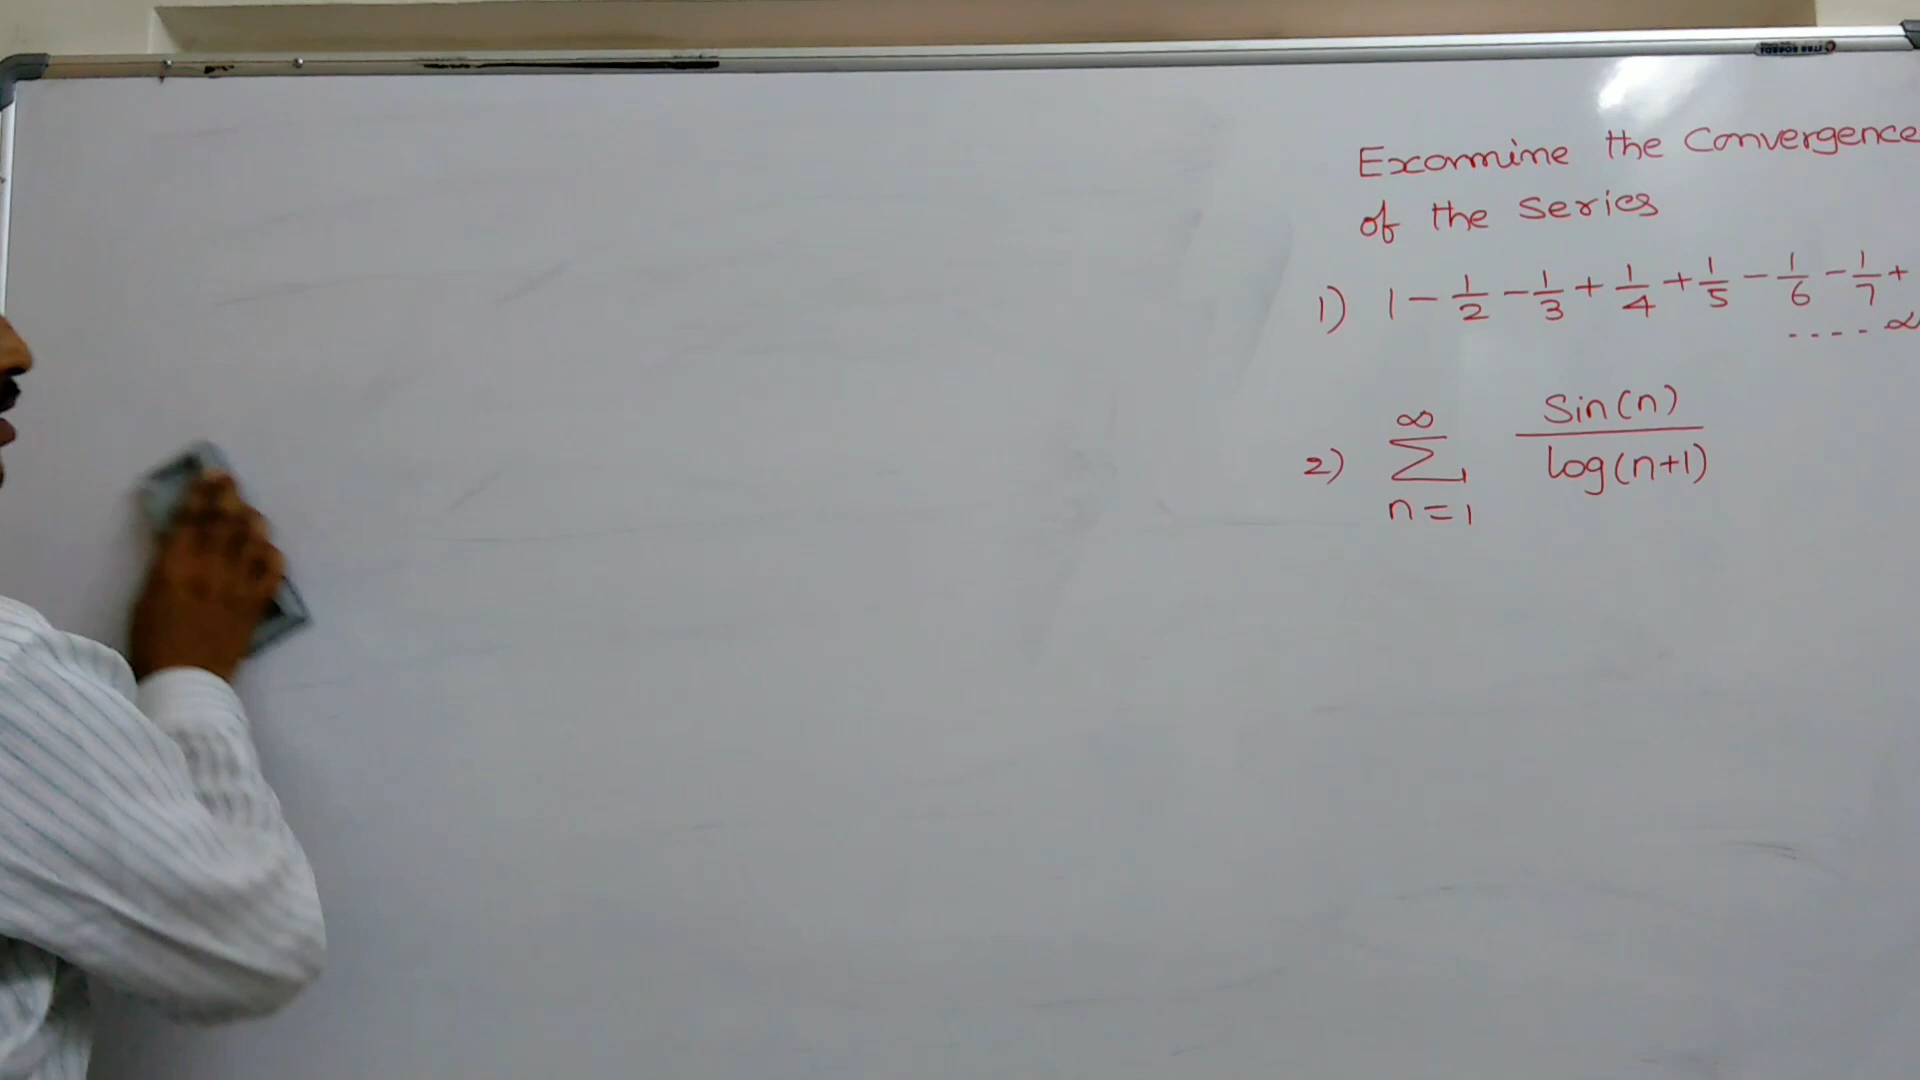 Examine the Convergence
of the Series
1) 1 - 1/2 - 1/3 + 1/4 + 1/5 - 1/6 - 1/7 +
.... ∞
2) ∞ ∑ n=1 Sin(n) / log(n+1)